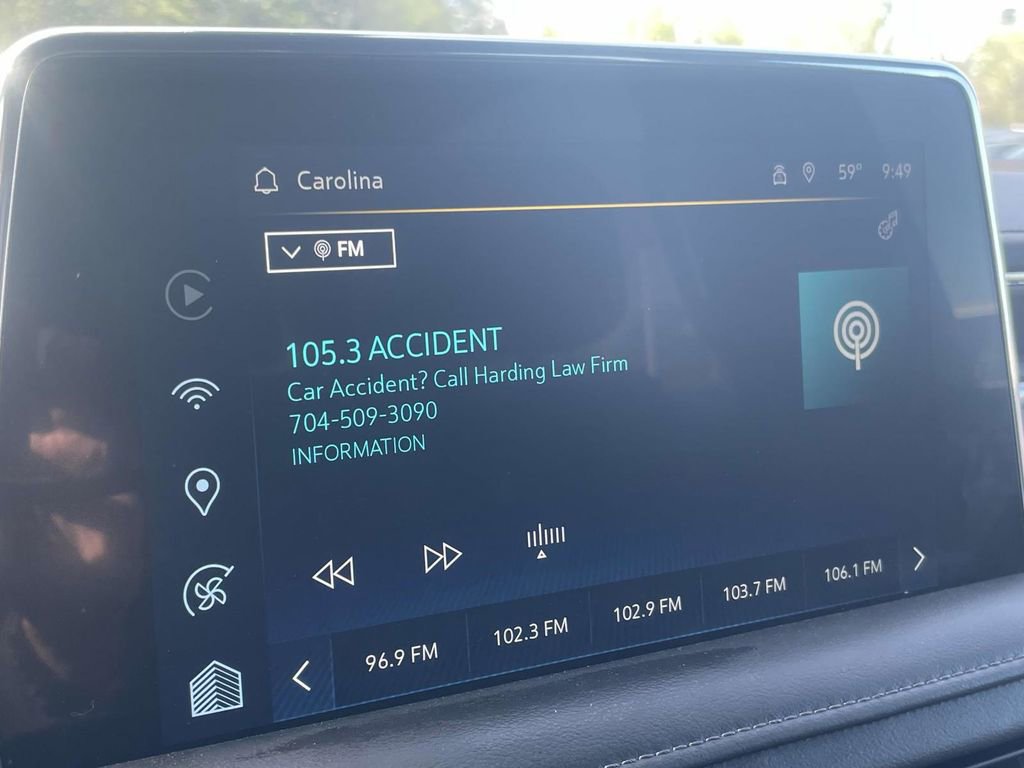 Carolina
59° 9:49
FM
105.3 ACCIDENT
Car Accident? Call Harding Law Firm
704-509-3090
INFORMATION
96.9 FM 102.3 FM 102.9 FM 103.7 FM 106.1 FM